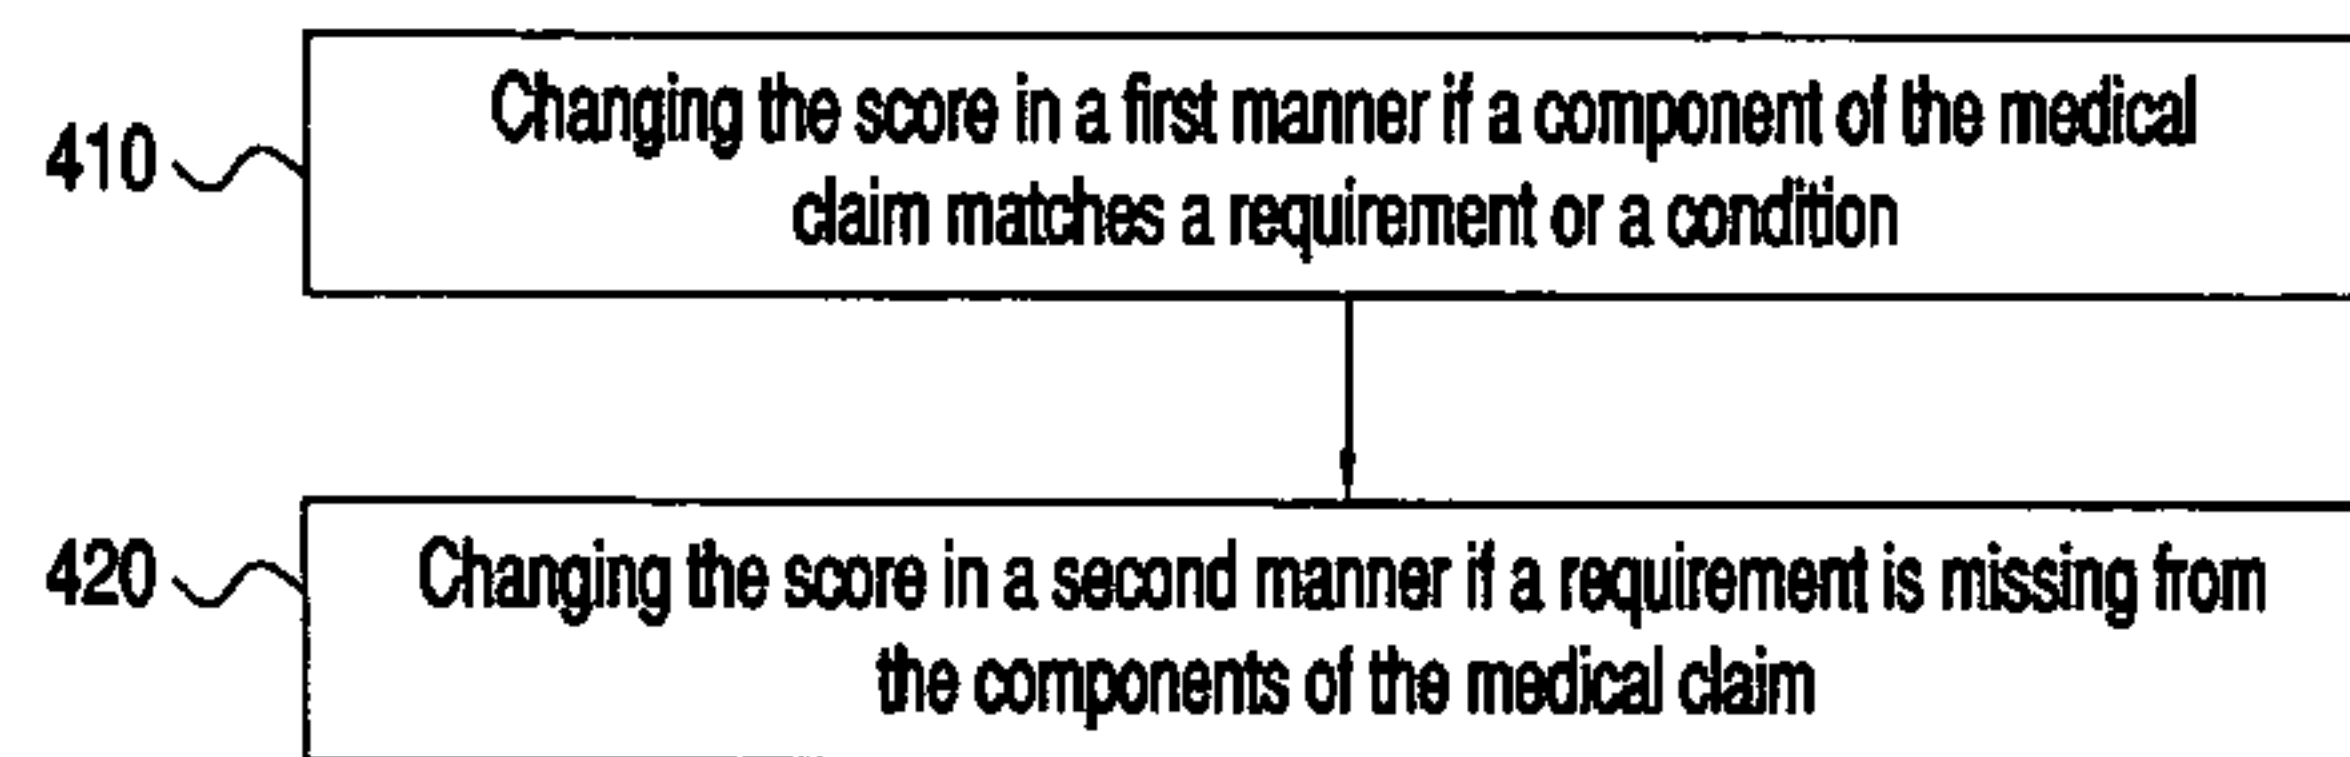 410
Changing the score in a first manner if a component of the medical
claim matches a requirement or a condition
420
Changing the score in a second manner if a requirement is missing from
the components of the medical claim